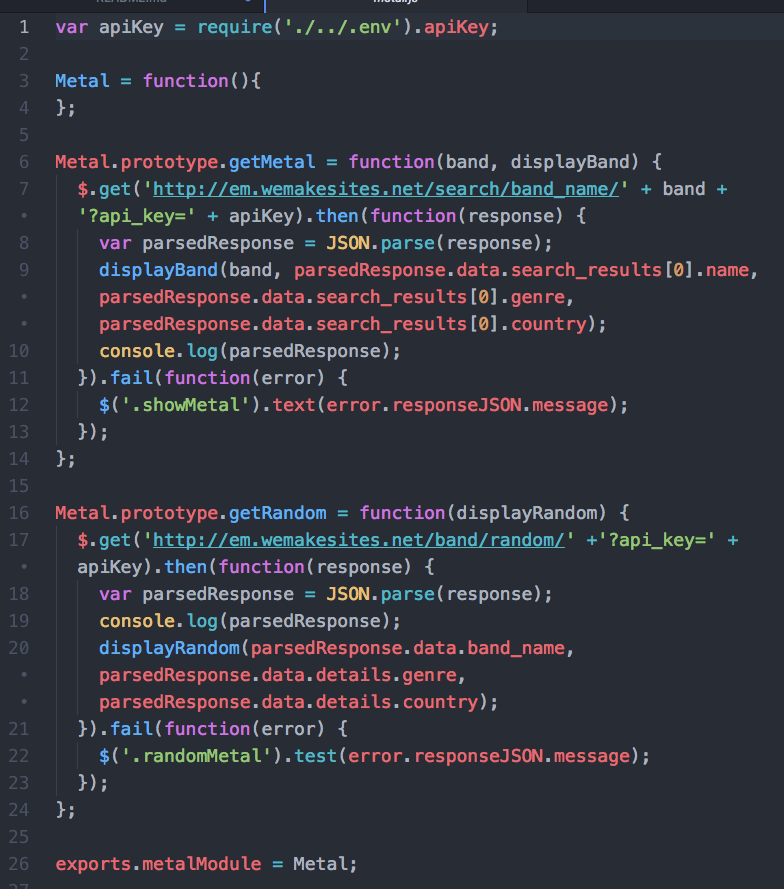 README.md
metal.js
1 var apiKey = require('./../.env').apiKey;
2
3 Metal = function(){
4 };
5
6 Metal.prototype.getMetal = function(band, displayBand) {
7 $.get('http://em.wemakesites.net/search/band_name/' + band +
• '?api_key=' + apiKey).then(function(response) {
8 var parsedResponse = JSON.parse(response);
9 displayBand(band, parsedResponse.data.search_results[0].name,
• parsedResponse.data.search_results[0].genre,
• parsedResponse.data.search_results[0].country);
10 console.log(parsedResponse);
11 }).fail(function(error) {
12 $('.showMetal').text(error.responseJSON.message);
13 });
14 };
15
16 Metal.prototype.getRandom = function(displayRandom) {
17 $.get('http://em.wemakesites.net/band/random/' +'?api_key=' +
• apiKey).then(function(response) {
18 var parsedResponse = JSON.parse(response);
19 console.log(parsedResponse);
20 displayRandom(parsedResponse.data.band_name,
• parsedResponse.data.details.genre,
• parsedResponse.data.details.country);
21 }).fail(function(error) {
22 $('.randomMetal').test(error.responseJSON.message);
23 });
24 };
25
26 exports.metalModule = Metal;
27